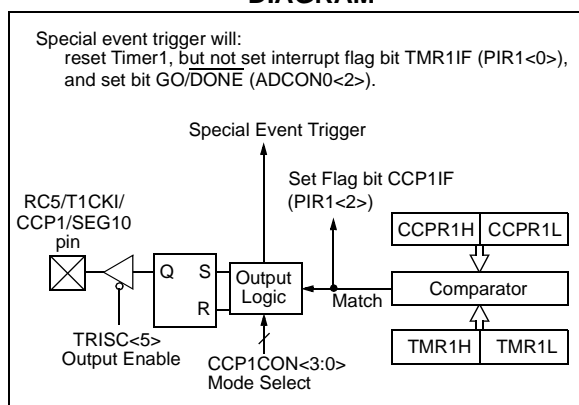 DIAGRAM
Special event trigger will:
reset Timer1, but not set interrupt flag bit TMR1IF (PIR1<0>),
and set bit GO/DONE (ADCON0<2>).
Special Event Trigger
Set Flag bit CCP1IF
(PIR1<2>)
RC5/T1CKI/
CCP1/SEG10
pin
CCPR1H CCPR1L
Q S Output
R Logic
Match
Comparator
TRISC<5>
Output Enable
CCP1CON<3:0>
Mode Select
TMR1H TMR1L